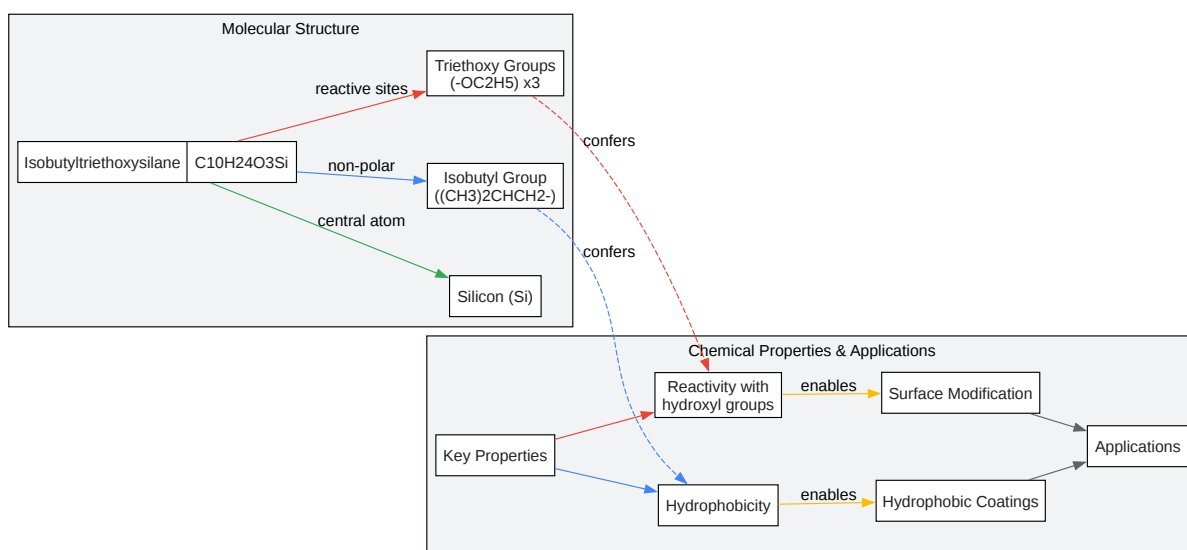 Molecular Structure
Triethoxy Groups
(-OC2H5) x3
reactive sites
confers
Isobutyltriethoxysilane
C10H24O3Si
non-polar
Isobutyl Group
((CH3)2CHCH2-)
central atom
confers
Silicon (Si)
Chemical Properties & Applications
Reactivity with
hydroxyl groups
enables
Surface Modification
Key Properties
Applications
Hydrophobicity
enables
Hydrophobic Coatings